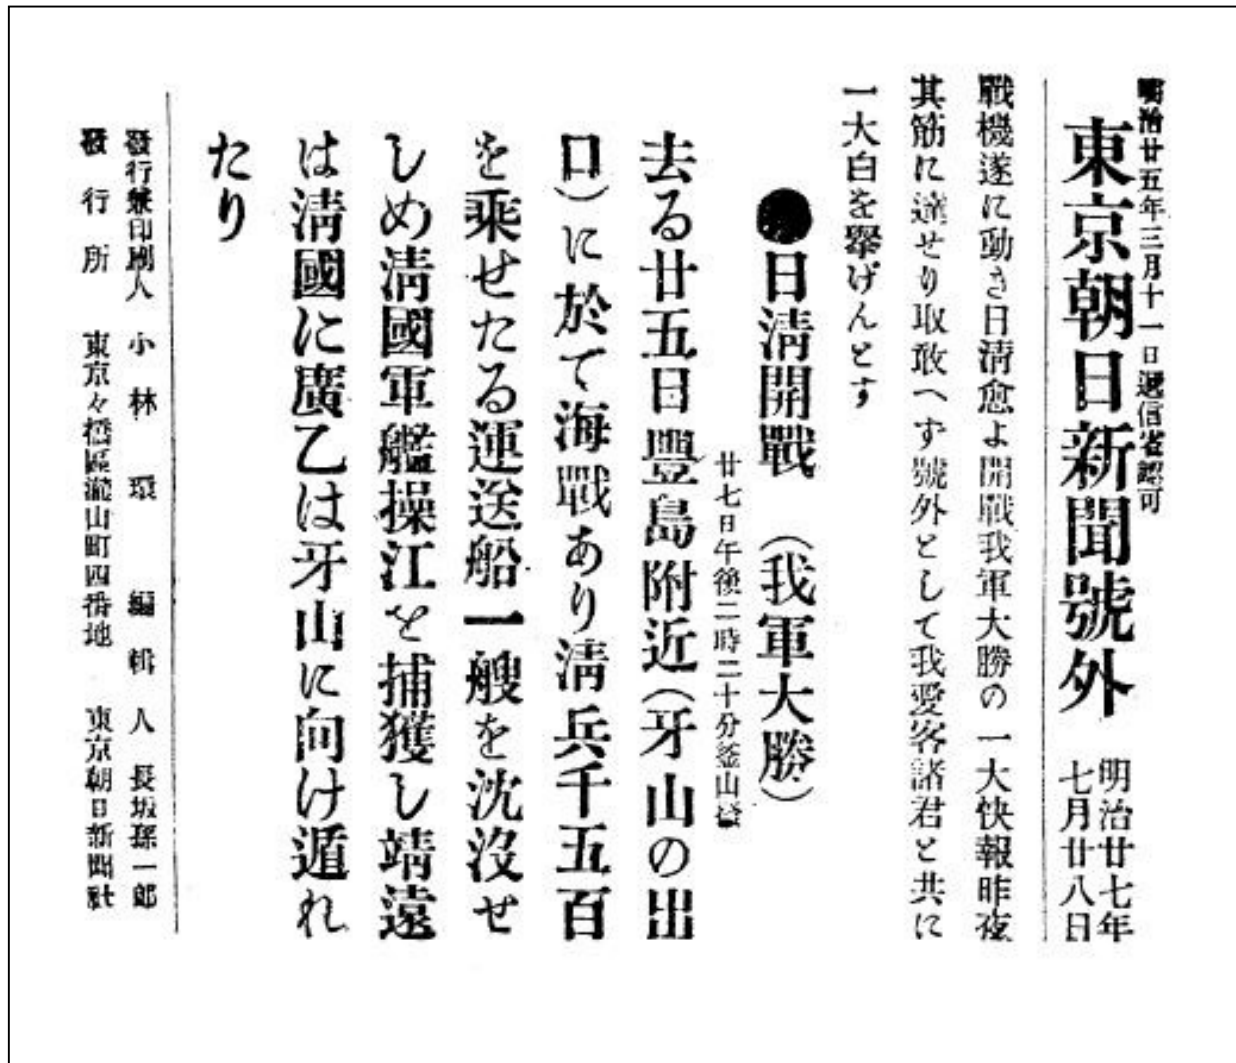 明治廿五年三月十一日遞信省認可
東京朝日新聞號外
明治廿七年
七月廿八日
戰機遂に動き日淸愈よ開戰我軍大勝の一大快報昨夜
其筋に達せり取敢へず號外として我愛客諸君と共に
一大白を擧げんとす
●日淸開戰　（我軍大勝）
廿七日午後二時二十分釜山發
去る廿五日豐島附近（牙山の出
口）に於て海戰あり淸兵千五百
を乘せたる運送船一艘を沈沒せ
しめ淸國軍艦操江を捕獲し靖遠
は淸國に廣乙は牙山に向け遁れ
たり
發行兼印刷人　小林環　編輯人　長坂孫一郎
發行所　東京々橋區瀧山町四番地　東京朝日新聞社